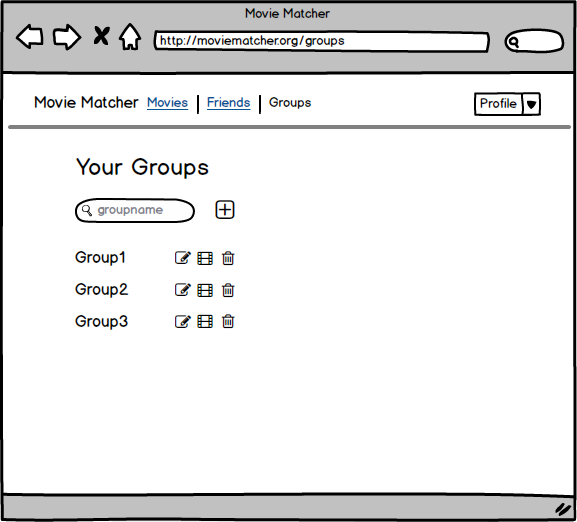 Movie Matcher
http://moviematcher.org/groups
Movie Matcher Movies Friends Groups Profile
Your Groups
groupname
Group1
Group2
Group3